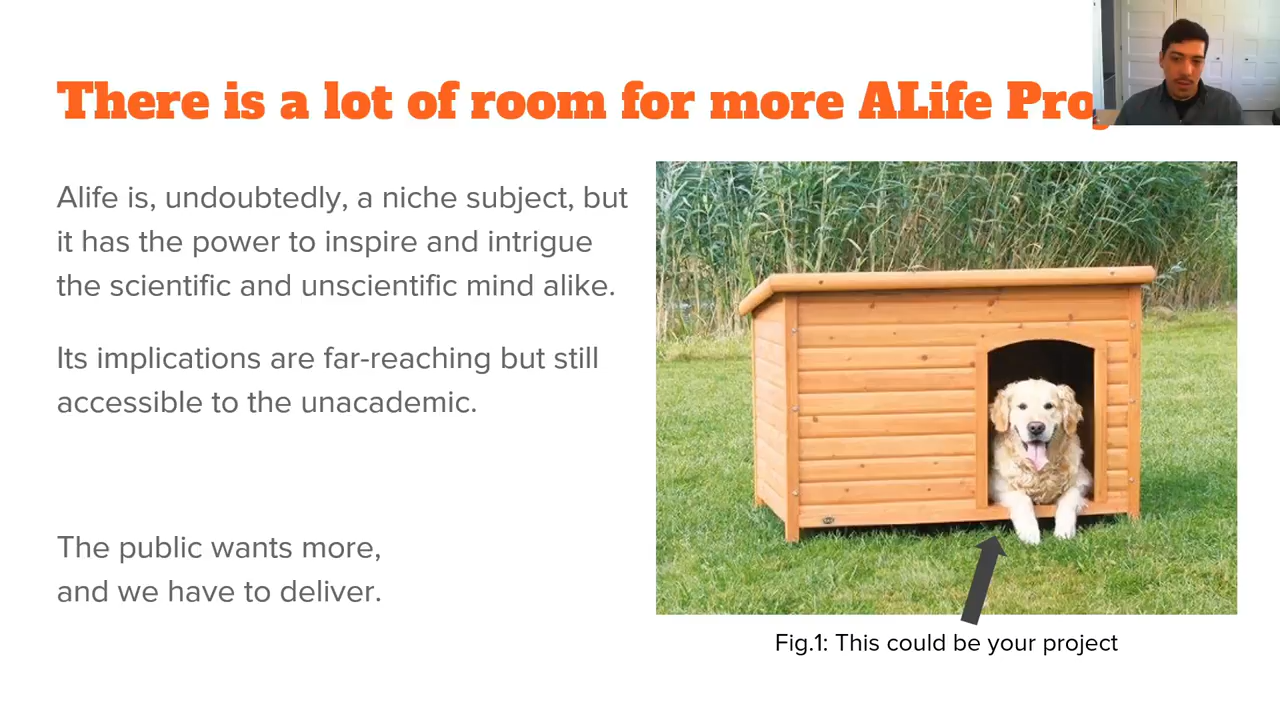 There is a lot of room for more ALife
Alife is, undoubtedly, a niche subject, but
it has the power to inspire and intrigue
the scientific and unscientific mind alike.
Its implications are far-reaching but still
accessible to the unacademic.
The public wants more,
and we have to deliver.
Fig.1: This could be your project